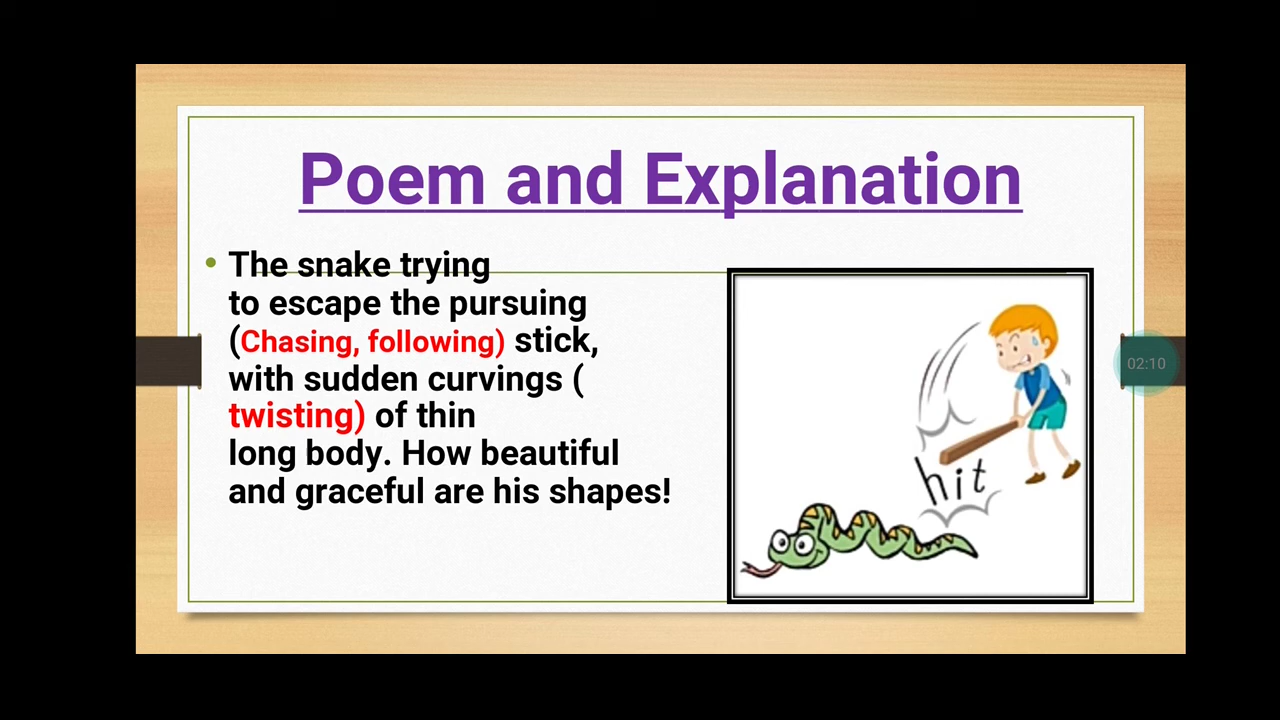 Poem and Explanation
• The snake trying
to escape the pursuing
(Chasing, following) stick,
with sudden curvings (
twisting) of thin
long body. How beautiful
and graceful are his shapes!
hit
02:10